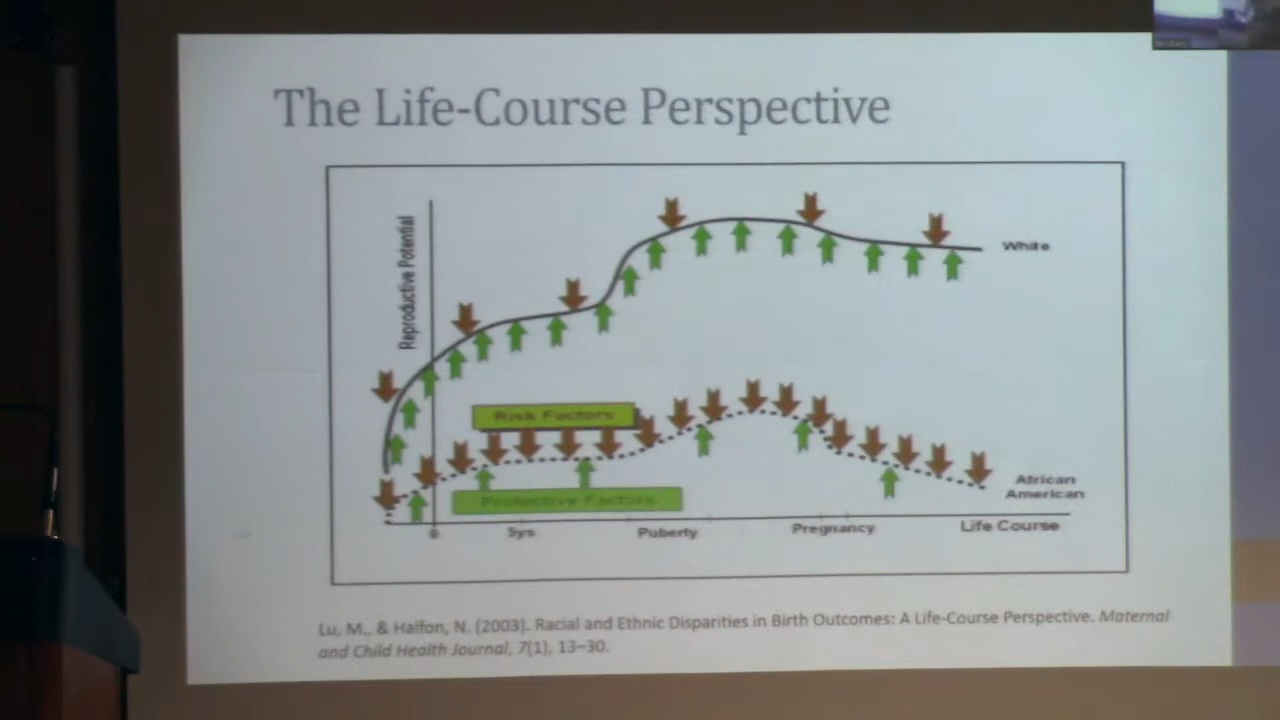 The Life-Course Perspective
Reproductive Potential
White
Risk Factors
Protective Factors
African
American
0
5ys
Puberty
Pregnancy
Life Course
Lu, M., & Halfon, N. (2003). Racial and Ethnic Disparities in Birth Outcomes: A Life-Course Perspective. Maternal
and Child Health Journal, 7(1), 13–30.